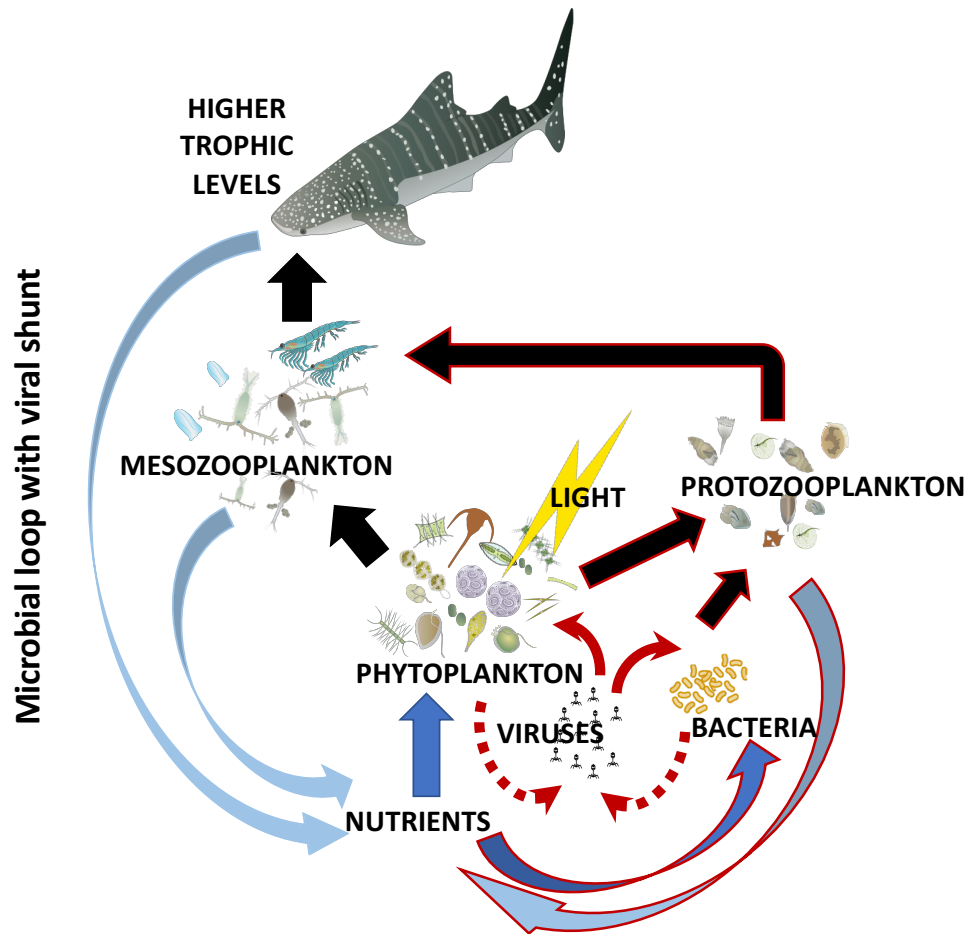 HIGHER
TROPHIC
LEVELS
Microbial loop with viral shunt
MESOZOOPLANKTON
LIGHT
PROTOZOOPLANKTON
PHYTOPLANKTON
VIRUSES
BACTERIA
NUTRIENTS